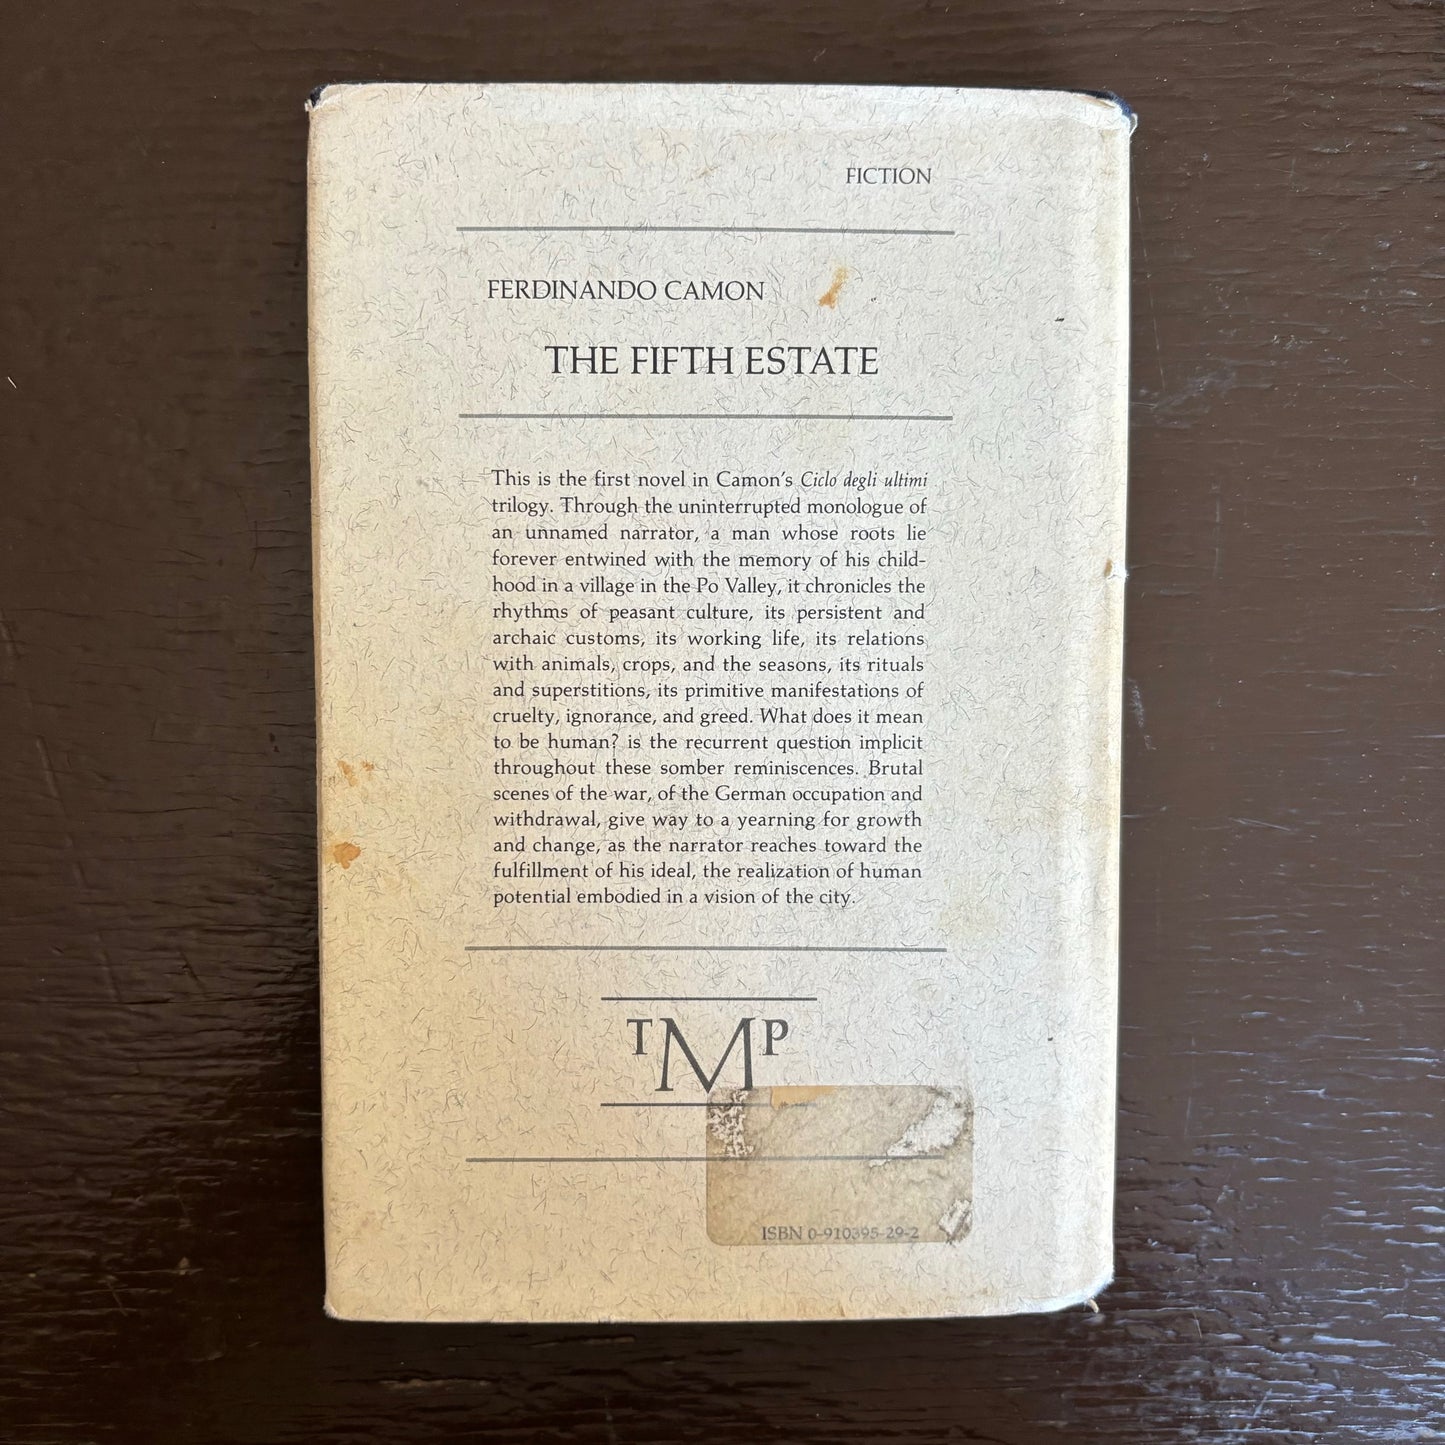 FICTION
FERDINANDO CAMON
THE FIFTH ESTATE
This is the first novel in Camon's Ciclo degli ultimi
trilogy. Through the uninterrupted monologue of
an unnamed narrator, a man whose roots lie
forever entwined with the memory of his child-
hood in a village in the Po Valley, it chronicles the
rhythms of peasant culture, its persistent and
archaic customs, its working life, its relations
with animals, crops, and the seasons, its rituals
and superstitions, its primitive manifestations of
cruelty, ignorance, and greed. What does it mean
to be human? is the recurrent question implicit
throughout these somber reminiscences. Brutal
scenes of the war, of the German occupation and
withdrawal, give way to a yearning for growth
and change, as the narrator reaches toward the
fulfillment of his ideal, the realization of human
potential embodied in a vision of the city.
TMP
ISBN 0-910395-29-2